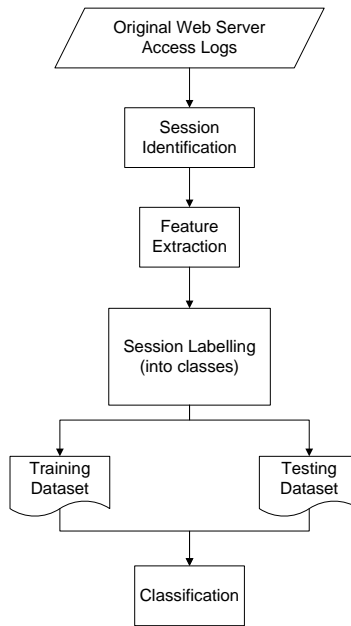 Original Web Server
Access Logs
Session
Identification
Feature
Extraction
Session Labelling
(into classes)
Training
Dataset
Testing
Dataset
Classification